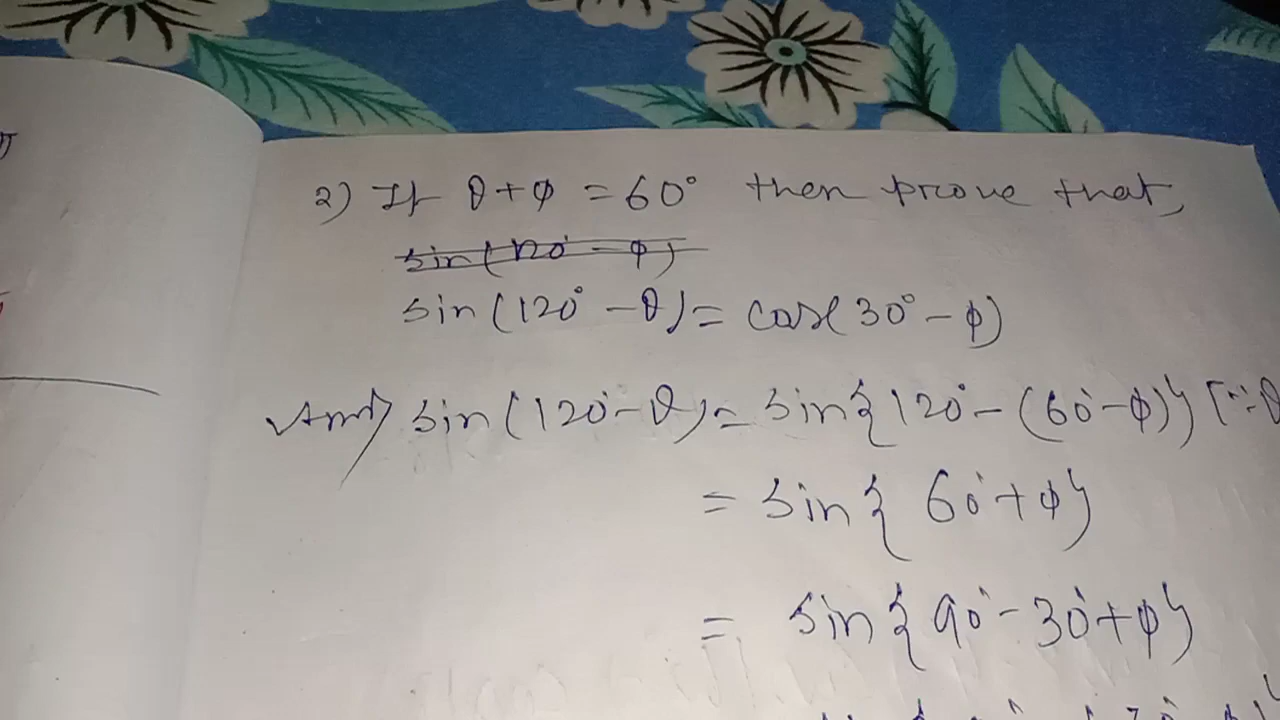 2) If θ+φ = 60° then prove that,
sin(120° - φ)
sin(120° - θ) = cos(30° - φ)
Ans) sin(120° - θ) = sin{120° - (60° - φ)} [∵ θ
= sin{ 60° + φ}
= sin{ 90° - 30° + φ}